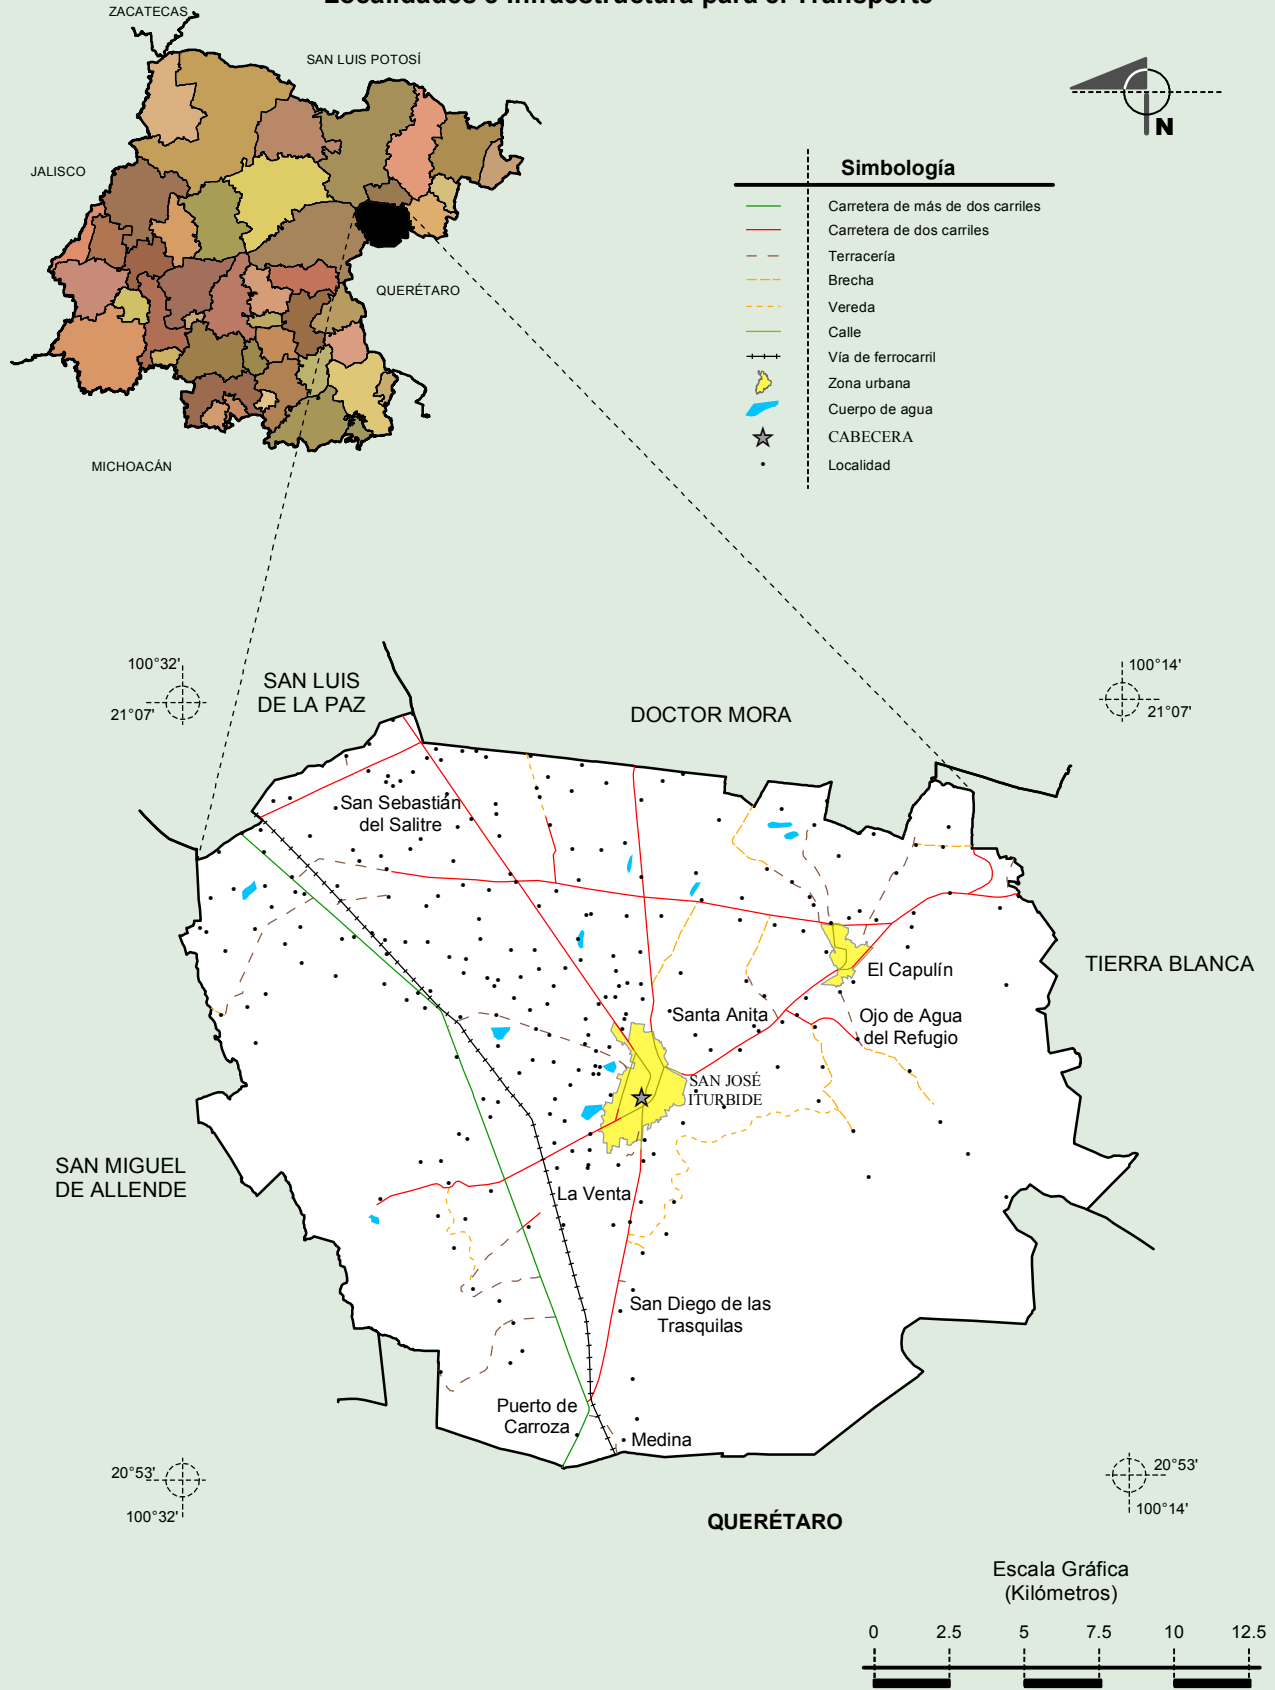 Localidades e Infraestructura para el Transporte
ZACATECAS
SAN LUIS POTOSÍ
JALISCO
QUERÉTARO
MICHOACÁN
N
Simbología
Carretera de más de dos carriles
Carretera de dos carriles
Terracería
Brecha
Vereda
Calle
Vía de ferrocarril
Zona urbana
Cuerpo de agua
CABECERA
Localidad
100°32'
21°07'
100°14'
21°07'
SAN LUIS
DE LA PAZ
DOCTOR MORA
San Sebastián
del Salitre
El Capulín
TIERRA BLANCA
Santa Anita
Ojo de Agua
del Refugio
SAN JOSÉ
ITURBIDE
SAN MIGUEL
DE ALLENDE
La Venta
San Diego de las
Trasquilas
Puerto de
Carroza
Medina
20°53'
100°32'
20°53'
100°14'
QUERÉTARO
Escala Gráfica
(Kilómetros)
0 2.5 5 7.5 10 12.5